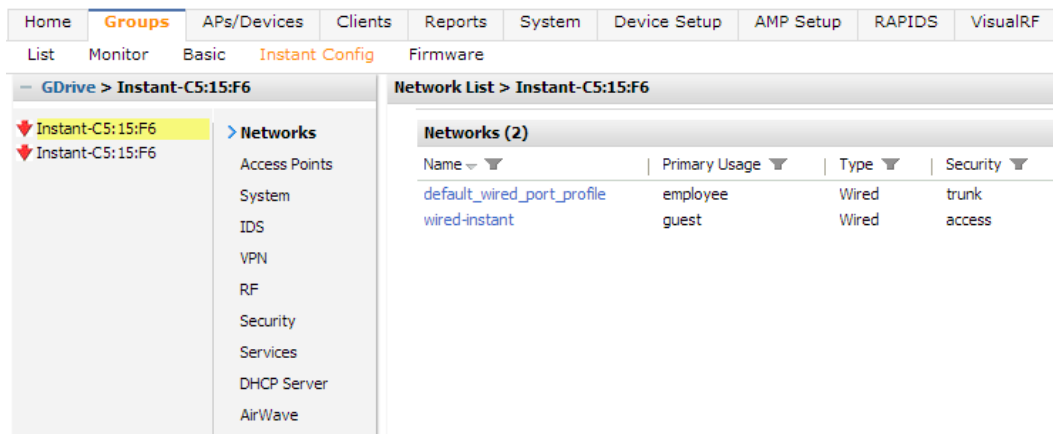 Home Groups APs/Devices Clients Reports System Device Setup AMP Setup RAPIDS VisualRF
List Monitor Basic Instant Config Firmware
GDrive > Instant-C5:15:F6
Instant-C5:15:F6
Instant-C5:15:F6
Networks
Access Points
System
IDS
VPN
RF
Security
Services
DHCP Server
AirWave
Network List > Instant-C5:15:F6
Networks (2)
Name Primary Usage Type Security
default_wired_port_profile employee Wired trunk
wired-instant guest Wired access